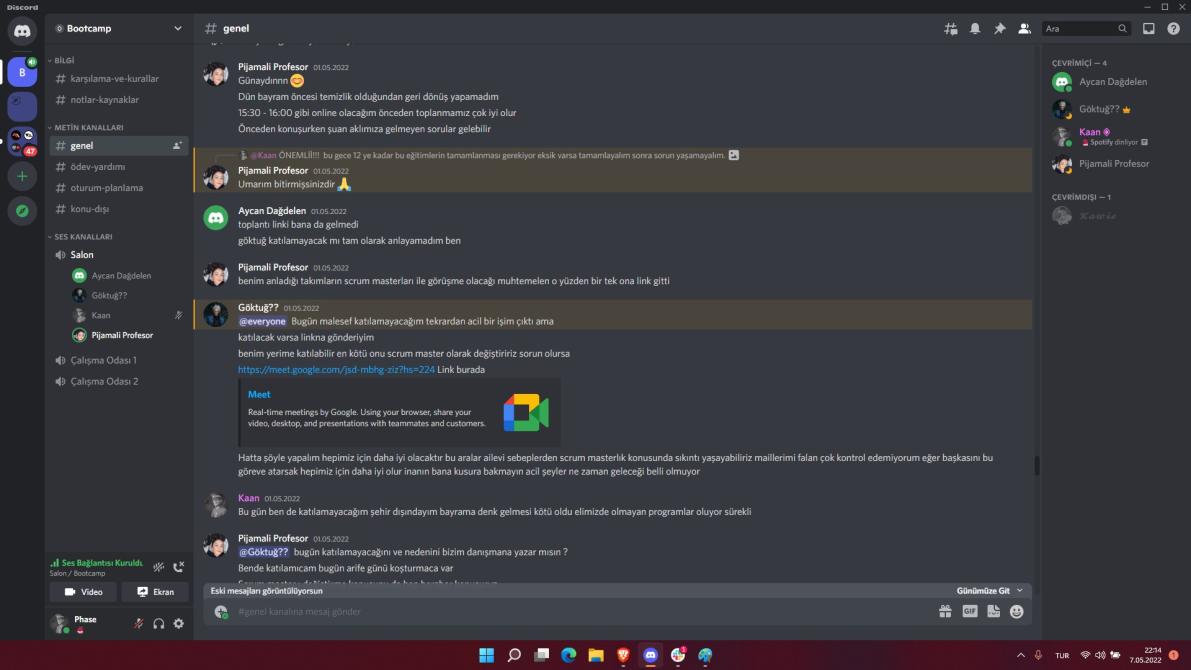 Discord
Bootcamp
genel
Ara
BİLGİ
karşılama-ve-kurallar
notlar-kaynaklar
METİN KANALLARI
genel
ödev-yardımı
oturum-planlama
konu-dışı
SES KANALLARI
Salon
Aycan Dağdelen
Göktuğ??
Kaan
Pijamali Profesor
Çalışma Odası 1
Çalışma Odası 2
B
47
Ses Bağlantısı Kuruldu
Salon / Bootcamp
Video
Ekran
Phase
Pijamali Profesor 01.05.2022
Günaydınnn
Dün bayram öncesi temizlik olduğundan geri dönüş yapamadım
15:30 - 16:00 gibi online olacağım önceden toplanmamız çok iyi olur
Önceden konuşurken şuan aklımıza gelmeyen sorular gelebilir
@Kaan ÖNEMLİİ!!! bu gece 12 ye kadar bu eğitimlerin tamamlanması gerekiyor eksik varsa tamamlayalım sonra sorun yaşamayalım.
Pijamali Profesor 01.05.2022
Umarım bitirmişsinizdir
Aycan Dağdelen 01.05.2022
toplantı linki bana da gelmedi
göktuğ katılamayacak mı tam olarak anlayamadım ben
Pijamali Profesor 01.05.2022
benim anladığı takımların scrum masterları ile görüşme olacağı muhtemelen o yüzden bir tek ona link gitti
Göktuğ?? 01.05.2022
@everyone Bugün malesef katılamayacağım tekrardan acil bir işim çıktı ama
katılacak varsa linkna gönderiyim
benim yerime katılabilir en kötü onu scrum master olarak değiştiririz sorun olursa
https://meet.google.com/jsd-mbhg-ziz?hs=224 Link burada
Meet
Real-time meetings by Google. Using your browser, share your
video, desktop, and presentations with teammates and customers.
Hatta şöyle yapalım hepimiz için daha iyi olacaktır bu aralar ailevi sebeplerden scrum masterlık konusunda sıkıntı yaşayabiliriz maillerimi falan çok kontrol edemiyorum eğer başkasını bu
göreve atarsak hepimiz için daha iyi olur inanın bana kusura bakmayın acil şeyler ne zaman geleceği belli olmuyor
Kaan 01.05.2022
Bu gün ben de katılamayacağım şehir dışındayım bayrama denk gelmesi kötü oldu elimizde olmayan programlar oluyor sürekli
Pijamali Profesor 01.05.2022
@Göktuğ?? bugün katılamayacağını ve nedenini bizim danışmana yazar mısın ?
Bende katılamıcam bugün arife günü koşturmaca var
Eski mesajları görüntülüyorsun
Günümüze Git
#genel kanalına mesaj gönder
GIF
ÇEVRİMİÇİ — 4
Aycan Dağdelen
Göktuğ??
Kaan
Spotify dinliyor
Pijamali Profesor
ÇEVRİMDIŞI — 1
TUR
22:14
7.05.2022
1